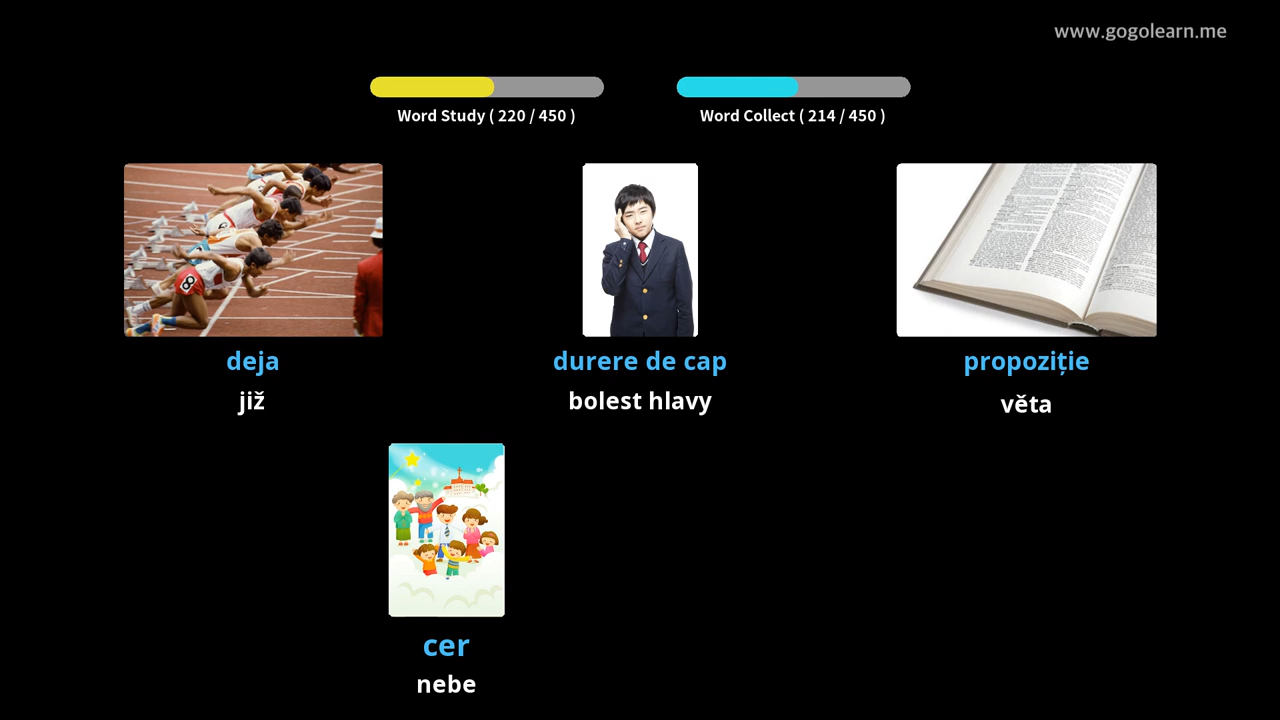 www.gogolearn.me
Word Study ( 220 / 450 )
Word Collect ( 214 / 450 )
deja
již
durere de cap
bolest hlavy
propoziție
věta
cer
nebe